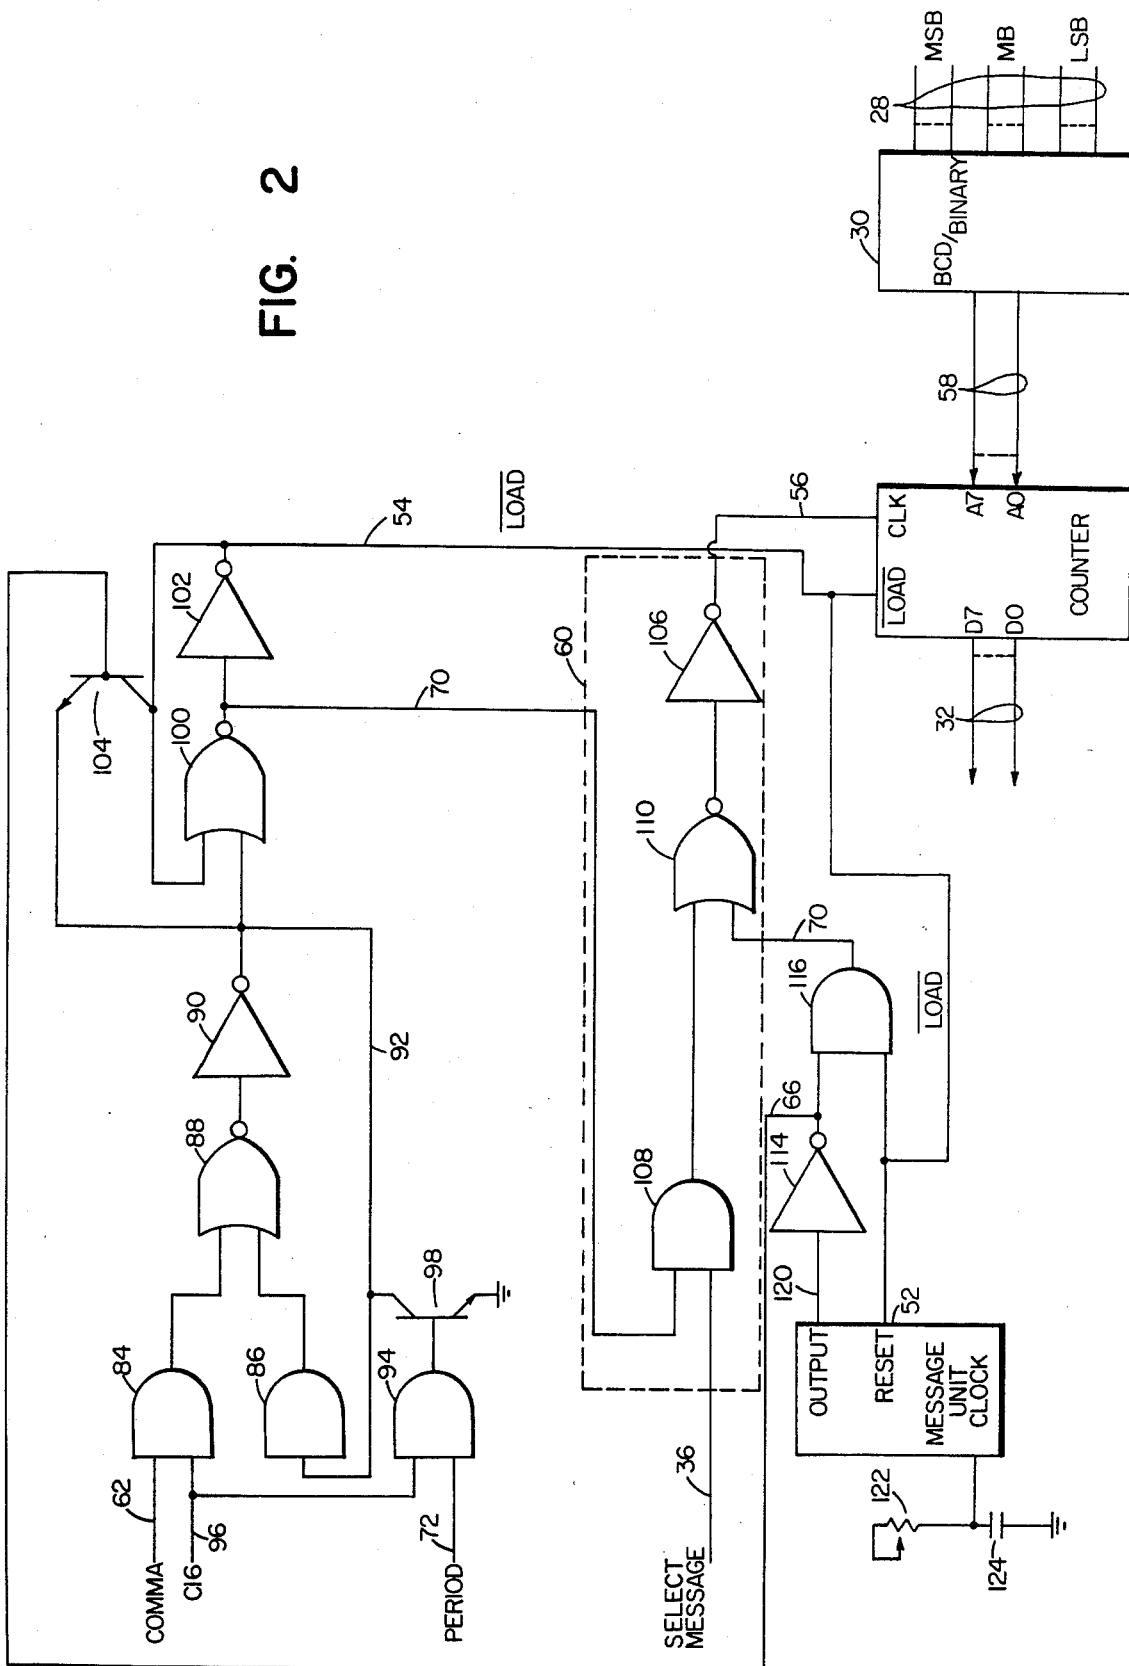 FIG. 2
COMMA
62
C16
96
PERIOD
72
84
86
94
98
88
90
92
100
102
104
70
54
LOAD
60
SELECT
MESSAGE
36
108
110
106
56
66
70
LOAD
114
116
120
OUTPUT
RESET
52
MESSAGE
UNIT
CLOCK
122
124
LOAD
CLK
D7
D0
A7
A0
COUNTER
32
58
30
BCD/BINARY
28
MSB
MB
LSB